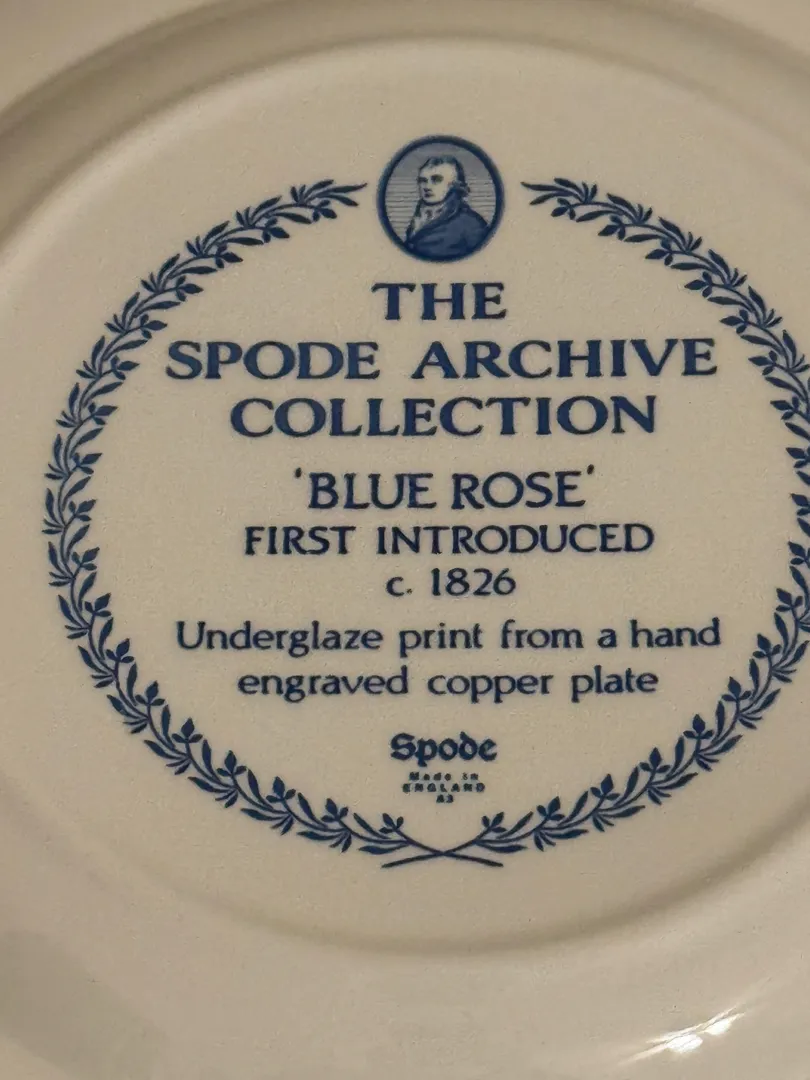 THE
SPODE ARCHIVE
COLLECTION
'BLUE ROSE'
FIRST INTRODUCED
c. 1826
Underglaze print from a hand
engraved copper plate
Spode
Made in
ENGLAND
A3